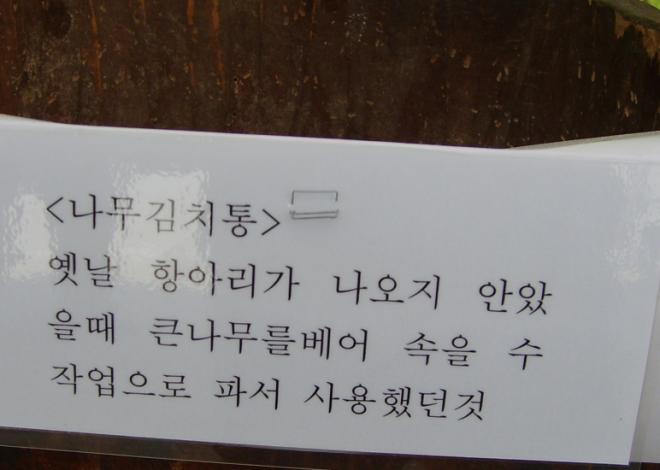 <나무김치통>
옛날 항아리가 나오지 안았
을때 큰나무를베어 속을 수
작업으로 파서 사용했던것